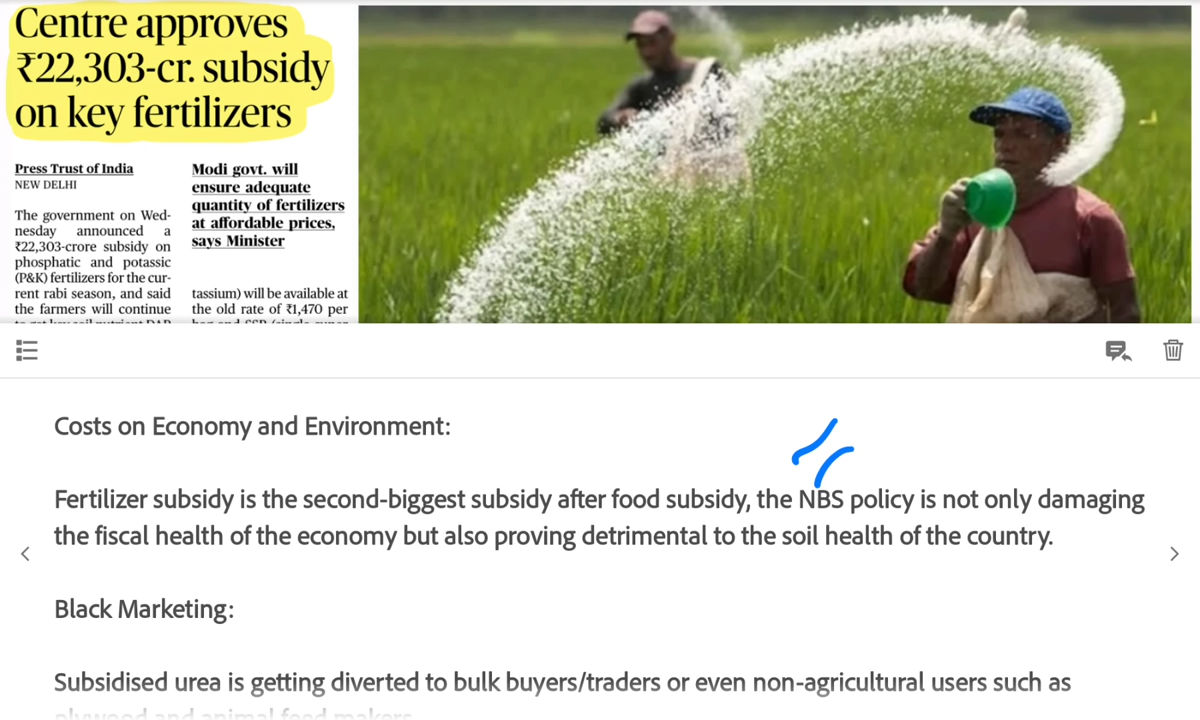 Centre approves
₹22,303-cr. subsidy
on key fertilizers
Press Trust of India
NEW DELHI
The government on Wed-
nesday announced a
₹22,303-crore subsidy on
phosphatic and potassic
(P&K) fertilizers for the cur-
rent rabi season, and said
the farmers will continue
Modi govt. will
ensure adequate
quantity of fertilizers
at affordable prices,
says Minister
tassium) will be available at
the old rate of ₹1,470 per
Costs on Economy and Environment:
Fertilizer subsidy is the second-biggest subsidy after food subsidy, the NBS policy is not only damaging
the fiscal health of the economy but also proving detrimental to the soil health of the country.
Black Marketing:
Subsidised urea is getting diverted to bulk buyers/traders or even non-agricultural users such as
plywood and animal feed makers